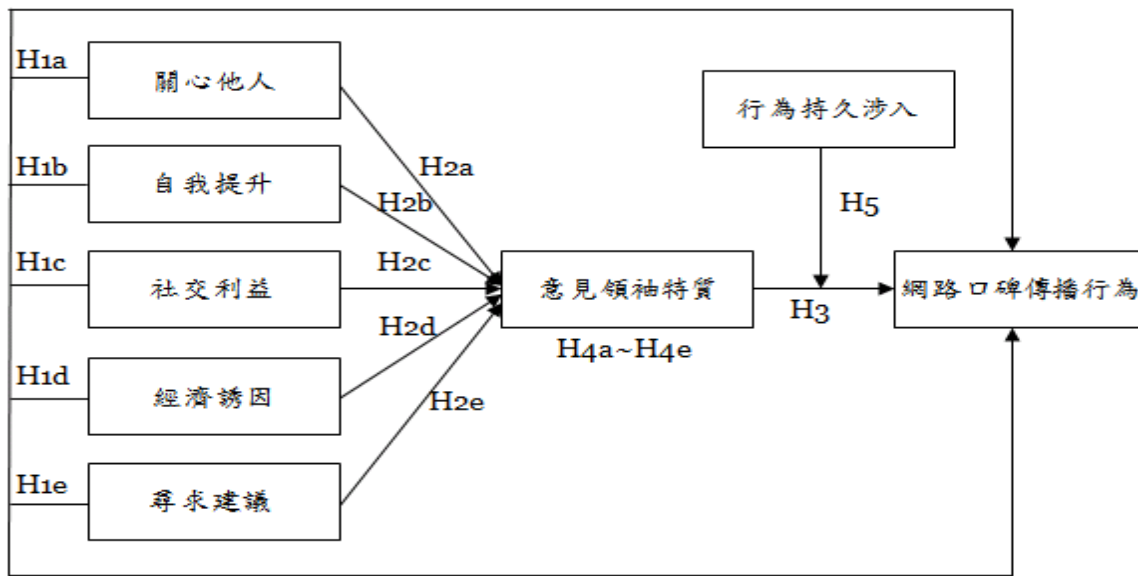 H1a
關心他人
行為持久涉入
H2a
H1b
自我提升
H2b
H5
H1c
社交利益
H2c
意見領袖特質
網路口碑傳播行為
H3
H2d
H4a~H4e
H1d
經濟誘因
H2e
H1e
尋求建議